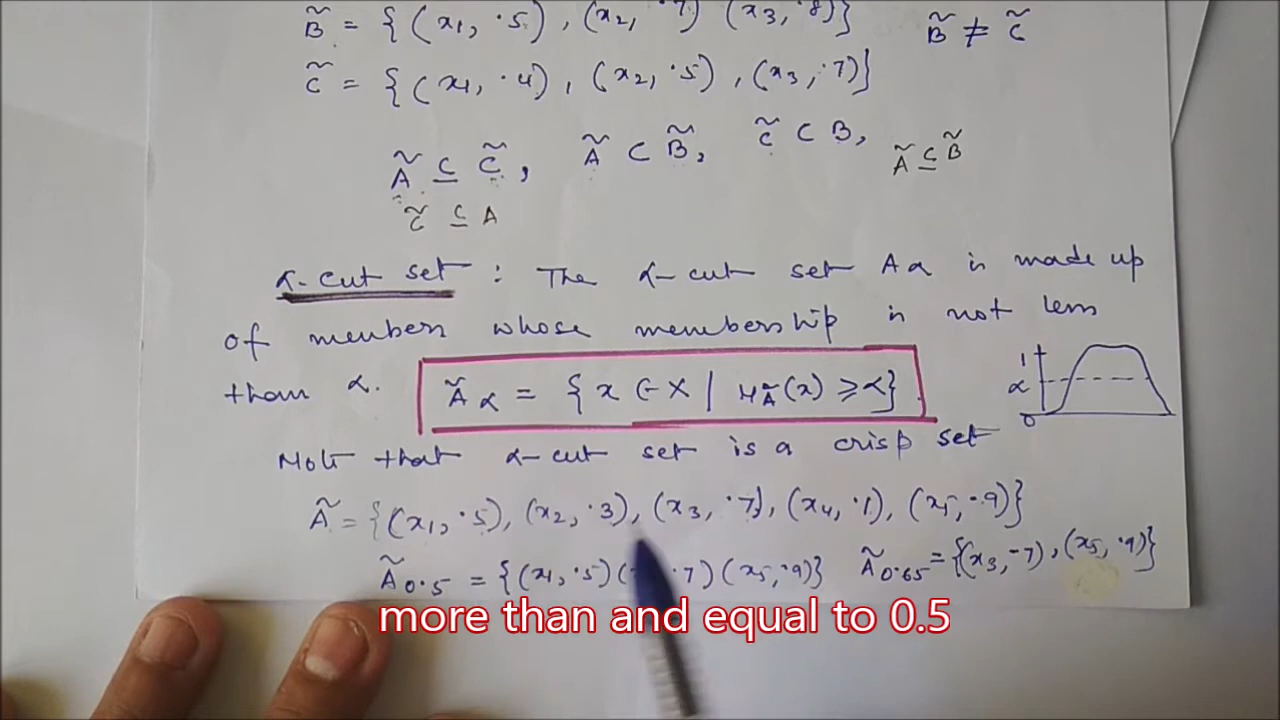 B̃ = {(x1, ·5), (x2, ·7) (x3, ·8)} B̃ ≠ C̃
C̃ = {(x1, ·4), (x2, ·5), (x3, ·7)}
Ã ⊆ C̃, Ã ⊂ B̃, C̃ ⊂ B, Ã ⊆ B̃
C̃ ⊆ A
α-cut set : The α-cut set Aα is made up
of members whose membership is not less
than α. Ãα = {x ∈ X | μÃ(x) ≥ α}
1
α
0
Note that α-cut set is a crisp set
Ã = {(x1, ·5), (x2, ·3), (x3, ·7), (x4, ·1), (x5, ·9)}
Ã0.5 = {(x1, ·5) ( ·7) (x5, ·9)} Ã0.65 = {(x3, ·7), (x5, ·9)}
more than and equal to 0.5